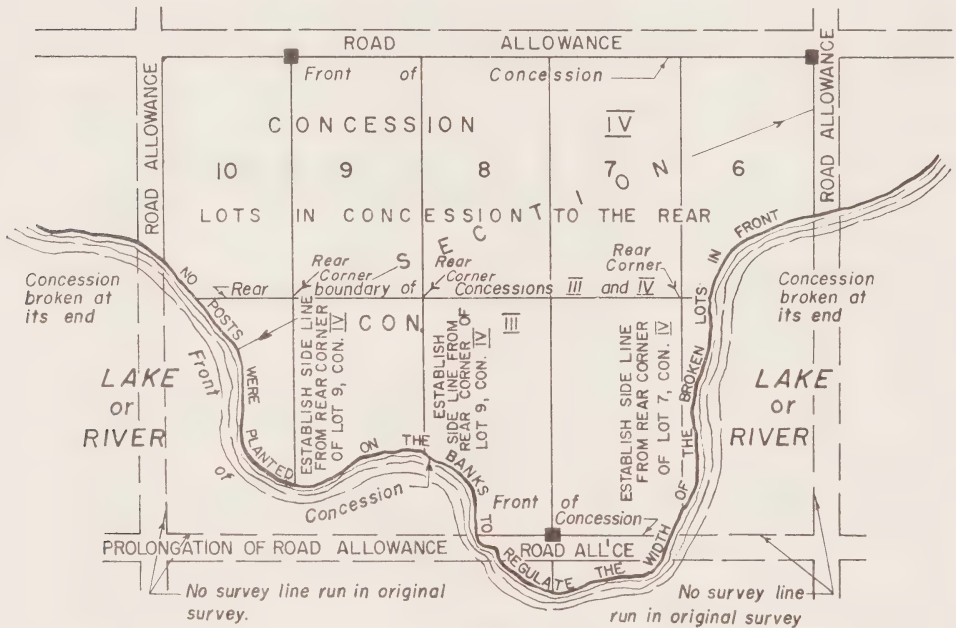 ROAD ALLOWANCE
ROAD ALLOWANCE
ROAD ALLOWANCE
Front of Concession
CONCESSION IV
10 9 8 7 6
LOTS IN CONCESSION TO THE REAR
SECTION
Rear Corner
Rear Corner
Rear Corner
Rear boundary of Concessions III and IV
CON. III
Concession
broken at
its end
Concession
broken at
its end
LAKE
or
RIVER
LAKE
or
RIVER
NO POSTS WERE PLANTED ON THE BANKS TO REGULATE THE WIDTH OF THE BROKEN LOTS IN FRONT
Front of Concession
ESTABLISH SIDE LINE
FROM REAR CORNER
OF LOT 9, CON. IV
ESTABLISH
SIDE LINE FROM
REAR CORNER OF
LOT 9, CON. IV
ESTABLISH SIDE LINE
FROM REAR CORNER
OF LOT 7, CON. IV
Front of
Concession
PROLONGATION OF ROAD ALLOWANCE
ROAD ALL'CE
No survey line run in original
survey.
No survey line
run in original survey